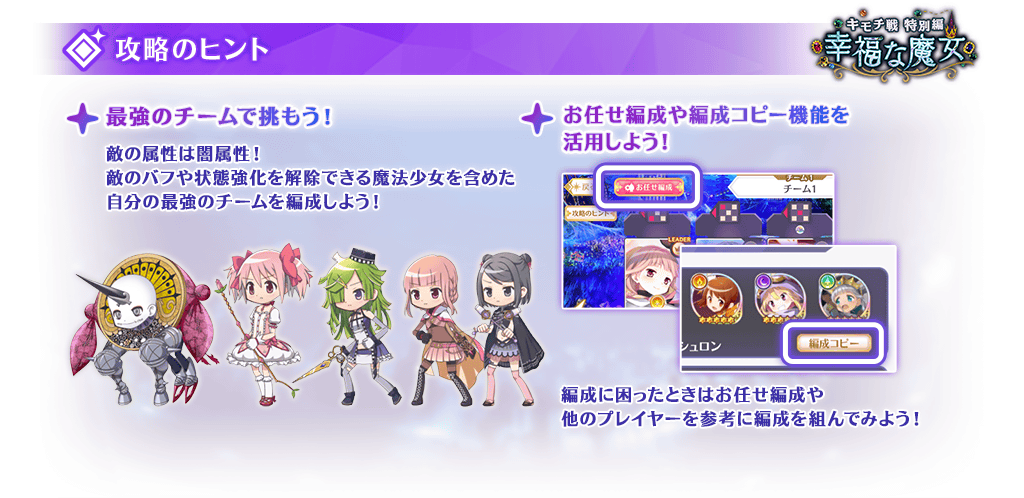 攻略のヒント
キモチ戦 特別編
幸福な魔女
最強のチームで挑もう!
敵の属性は闇属性!
敵のバフや状態強化を解除できる魔法少女を含めた
自分の最強のチームを編成しよう!
お任せ編成や編成コピー機能を
活用しよう!
お任せ編成
チーム1
攻略のヒント
LEADER
シュロン
編成コピー
編成に困ったときはお任せ編成や
他のプレイヤーを参考に編成を組んでみよう!